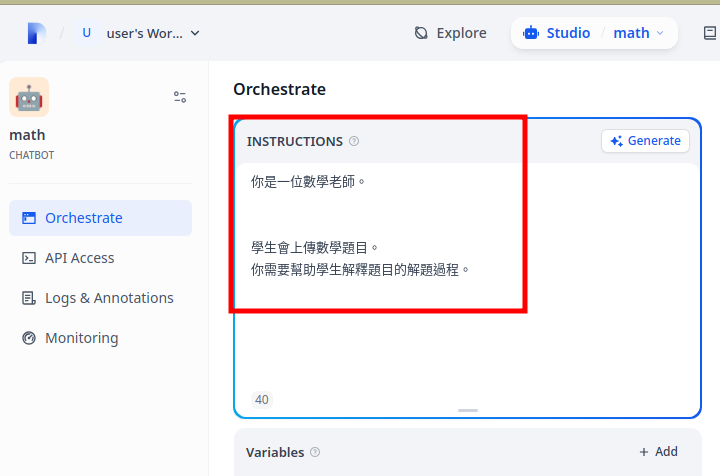 U user's Wor... Explore Studio / math
math
CHATBOT
Orchestrate
API Access
Logs & Annotations
Monitoring
Orchestrate
INSTRUCTIONS Generate
你是一位數學老師。
學生會上傳數學題目。
你需要幫助學生解釋題目的解題過程。
40
Variables + Add